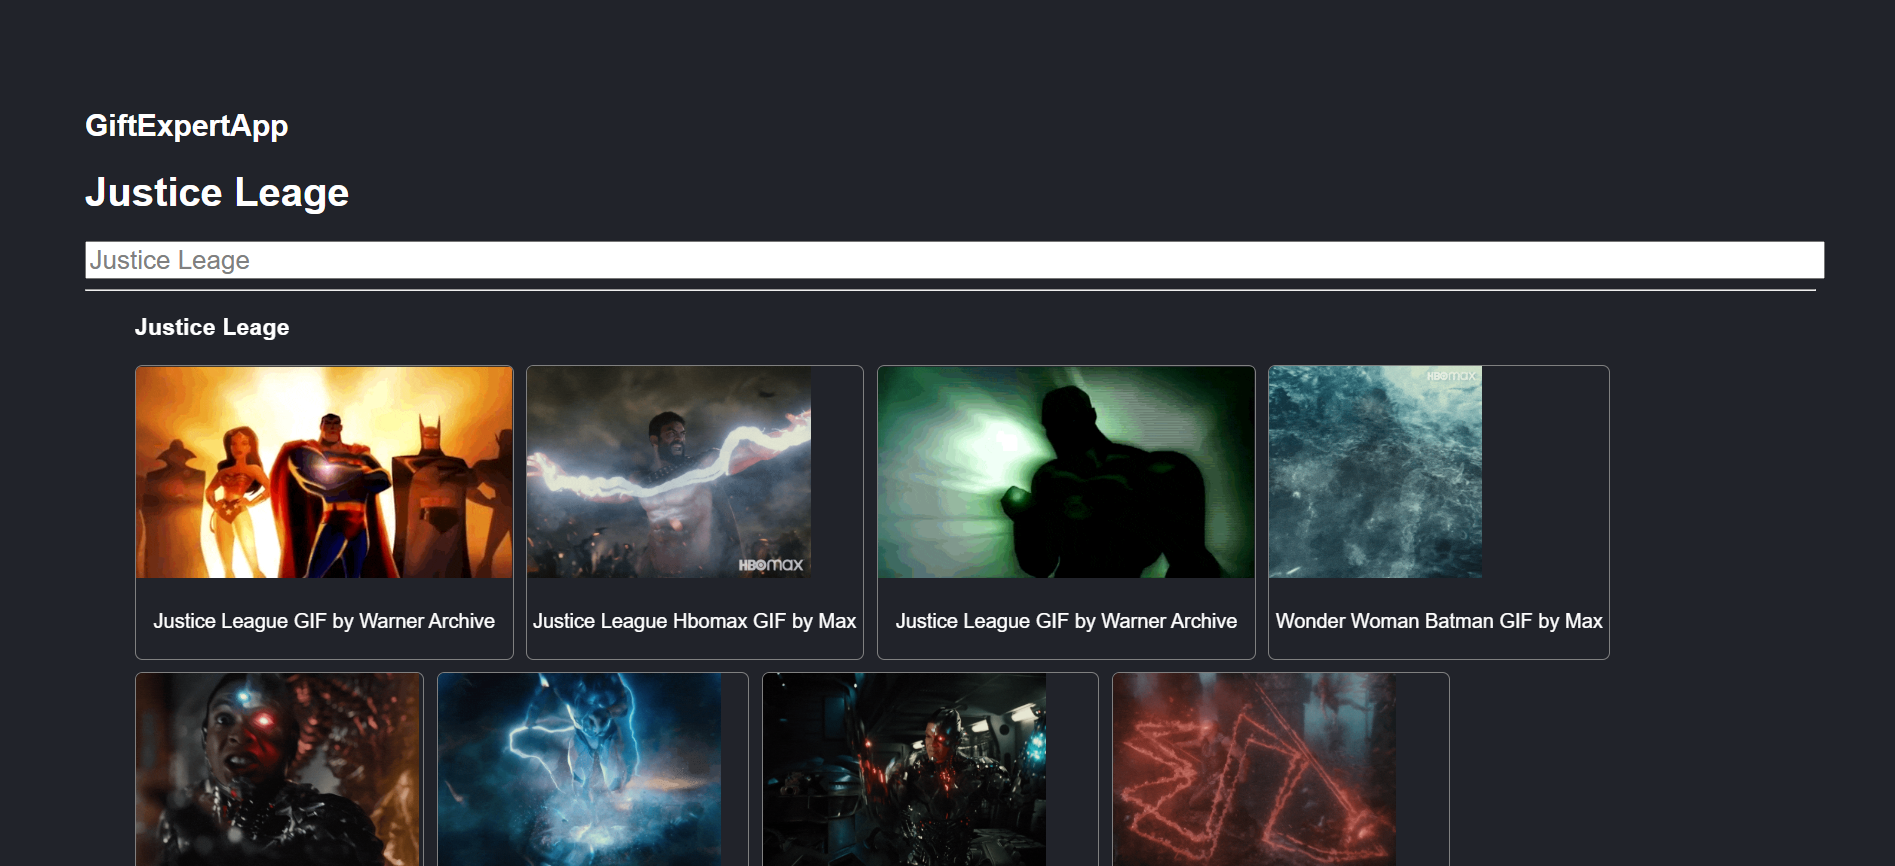 GiftExpertApp
Justice Leage
Justice Leage
Justice Leage
HBOmax
HBOmax
Justice League GIF by Warner Archive
Justice League Hbomax GIF by Max
Justice League GIF by Warner Archive
Wonder Woman Batman GIF by Max